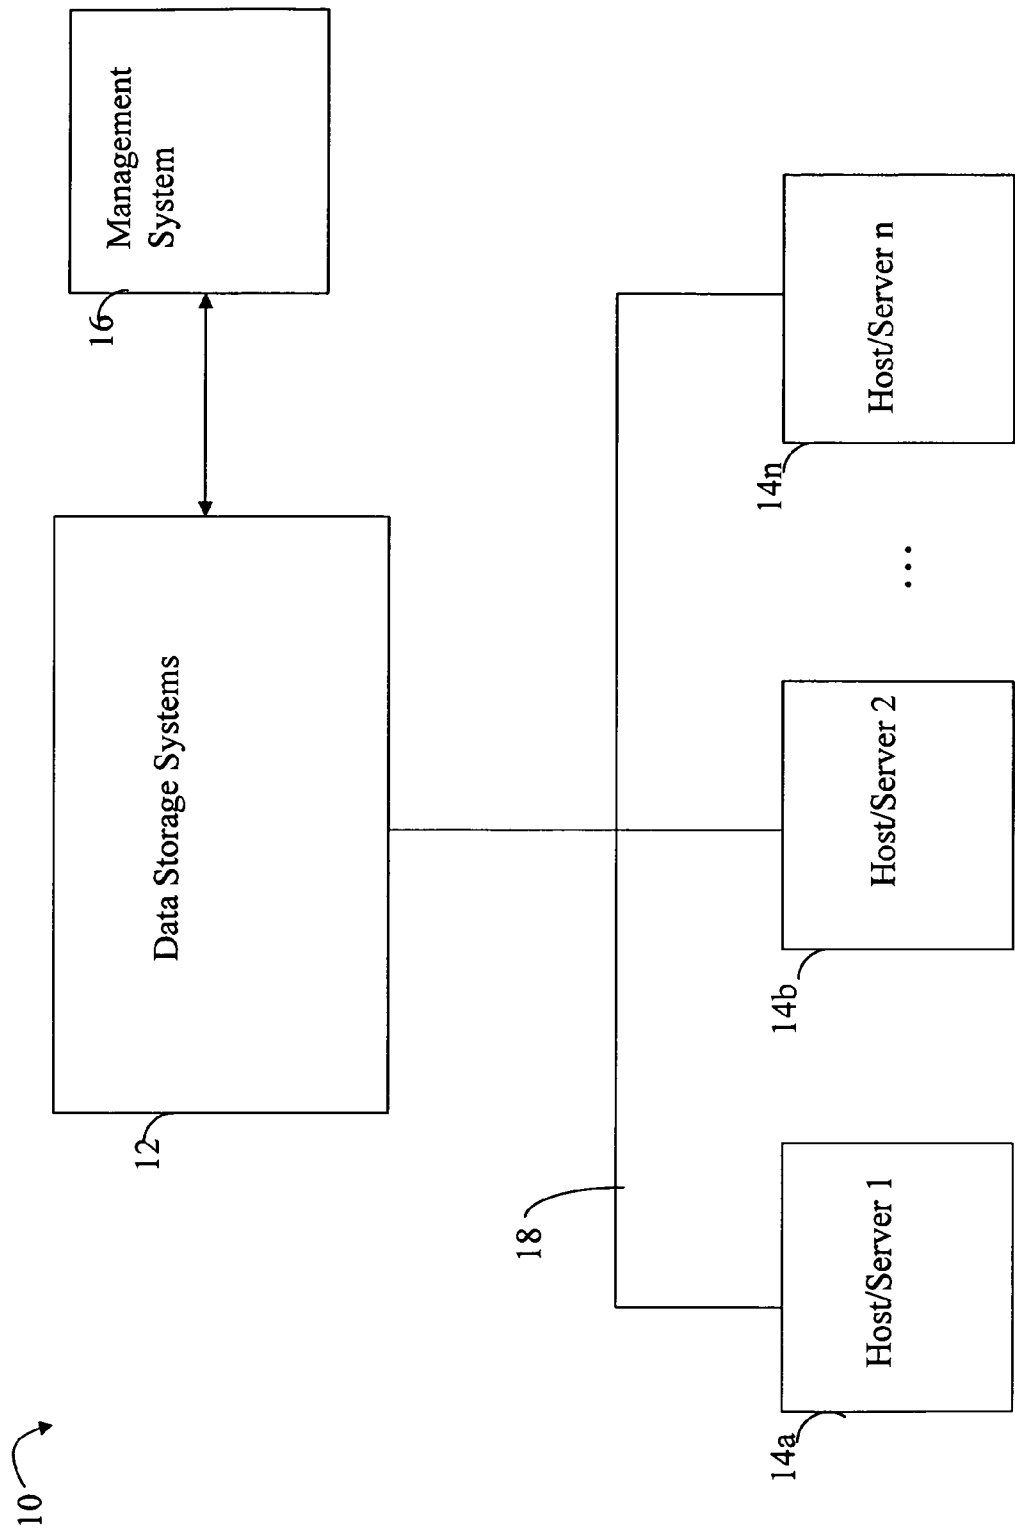 10
12
Data Storage Systems
16
Management
System
18
14a
Host/Server 1
14b
Host/Server 2
...
14n
Host/Server n